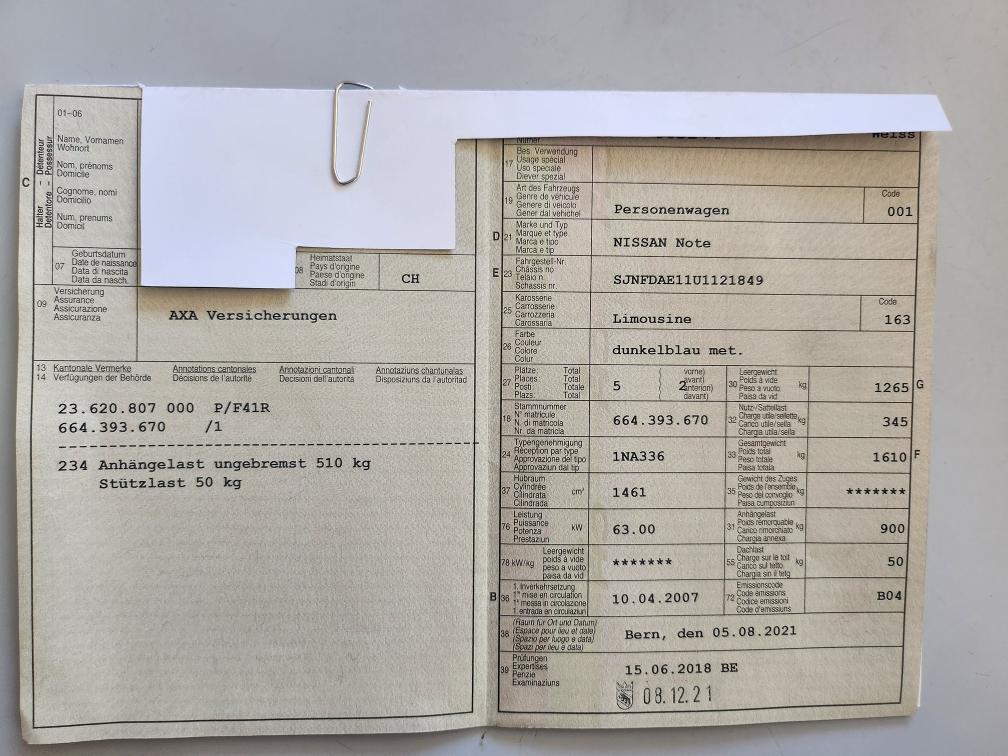 01-06
Name, Vornamen
Wohnort
Nom, prénoms
Domicile
Cognome, nomi
Domicilio
Num, prenums
Domicil
C
Halter – Détenteur
Detentore – Possessur
07
Geburtsdatum
Date de naissance
Data di nascita
Data da nasch.
08
Heimatstaat
Pays d'origine
Paese d'origine
Stadi d'origin
CH
09
Versicherung
Assurance
Assicurazione
Assicuranza
AXA Versicherungen
13 Kantonale Vermerke Annotations cantonales Annotazioni cantonali Annotaziuns chantunalas
14 Verfügungen der Behörde Décisions de l'autorité Decisioni dell'autorità Disposiziuns da l'autoritad
23.620.807 000 P/F41R
664.393.670 /1
234 Anhängelast ungebremst 510 kg
Stützlast 50 kg
Weiss
17
Bes. Verwendung
Usage spécial
Uso speciale
Diever spezial
19
Art des Fahrzeugs
Genre de véhicule
Genere di veicolo
Gener dal vehichel
Personenwagen
Code
001
D 21
Marke und Typ
Marque et type
Marca e tipo
Marca e tip
NISSAN Note
E 23
Fahrgestell-Nr.
Châssis no
Telaio n.
Schassis nr.
SJNFDAE11U1121849
25
Karosserie
Carrosserie
Carrozzeria
Carossaria
Limousine
Code
163
26
Farbe
Couleur
Colore
Colur
dunkelblau met.
27
Plätze: Total
Places: Total
Posti: Totale
Plazs: Total
5
vorne)
avant)
anteriori)
davant)
2
30
Leergewicht
Poids à vide
Peso a vuoto
Paisa da vid
kg
1265 G
18
Stammnummer
N° matricule
N. di matricola
Nr. da matricla
664.393.670
32
Nutz-/Sattellast
Charge utile/sellette
Carico utile/sella
Chargia utila/sella
kg
345
24
Typengenehmigung
Réception par type
Approvazione del tipo
Approvaziun dal tip
1NA336
33
Gesamtgewicht
Poids total
Peso totale
Paisa totala
kg
1610 F
37
Hubraum
Cylindrée
Cilindrata
Cilindrada
cm³
1461
35
Gewicht des Zuges
Poids de l'ensemble
Peso del convoglio
Paisa cumposiziun
kg
*******
76
Leistung
Puissance
Potenza
Prestaziun
kW
63.00
31
Anhängelast
Poids remorquable
Carico rimorchiato
Chargia annexa
kg
900
78 kW/kg
Leergewicht
poids à vide
peso a vuoto
paisa da vid
*******
55
Dachlast
Charge sur le toit
Carico sul tetto
Chargia sin il tetg
kg
50
B 36
1. Inverkehrsetzung
1re mise en circulation
1a messa in circolazione
1. entrada en circulaziun
10.04.2007
72
Emissionscode
Code émissions
Codice emissioni
Code d'emissiuns
B04
38
(Raum für Ort und Datum)
(Espace pour lieu et date)
(Spazio per luogo e data)
(Spazi per lieu e data)
Bern, den 05.08.2021
39
Prüfungen
Expertises
Perizie
Examinaziuns
15.06.2018 BE
08.12.21